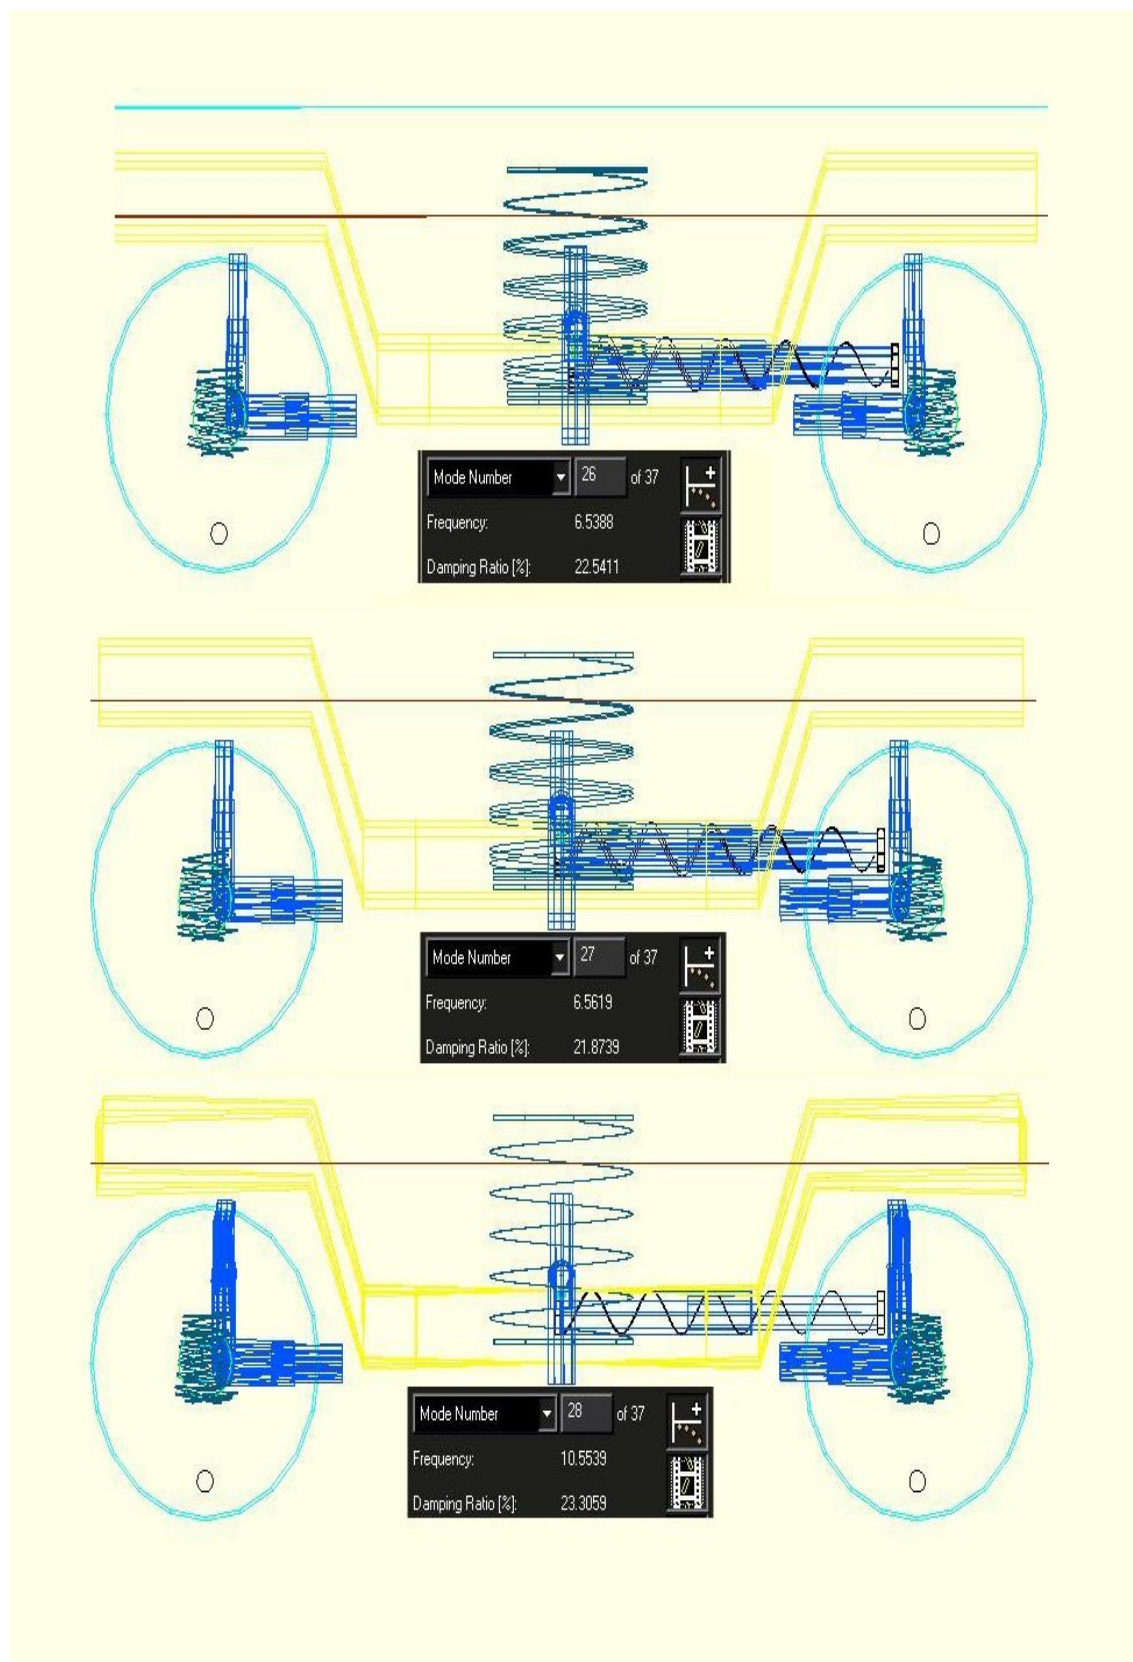 Mode Number 26 of 37
Frequency: 6.5388
Damping Ratio [%]: 22.5411
Mode Number 27 of 37
Frequency: 6.5619
Damping Ratio [%]: 21.8739
Mode Number 28 of 37
Frequency: 10.5539
Damping Ratio [%]: 23.3059